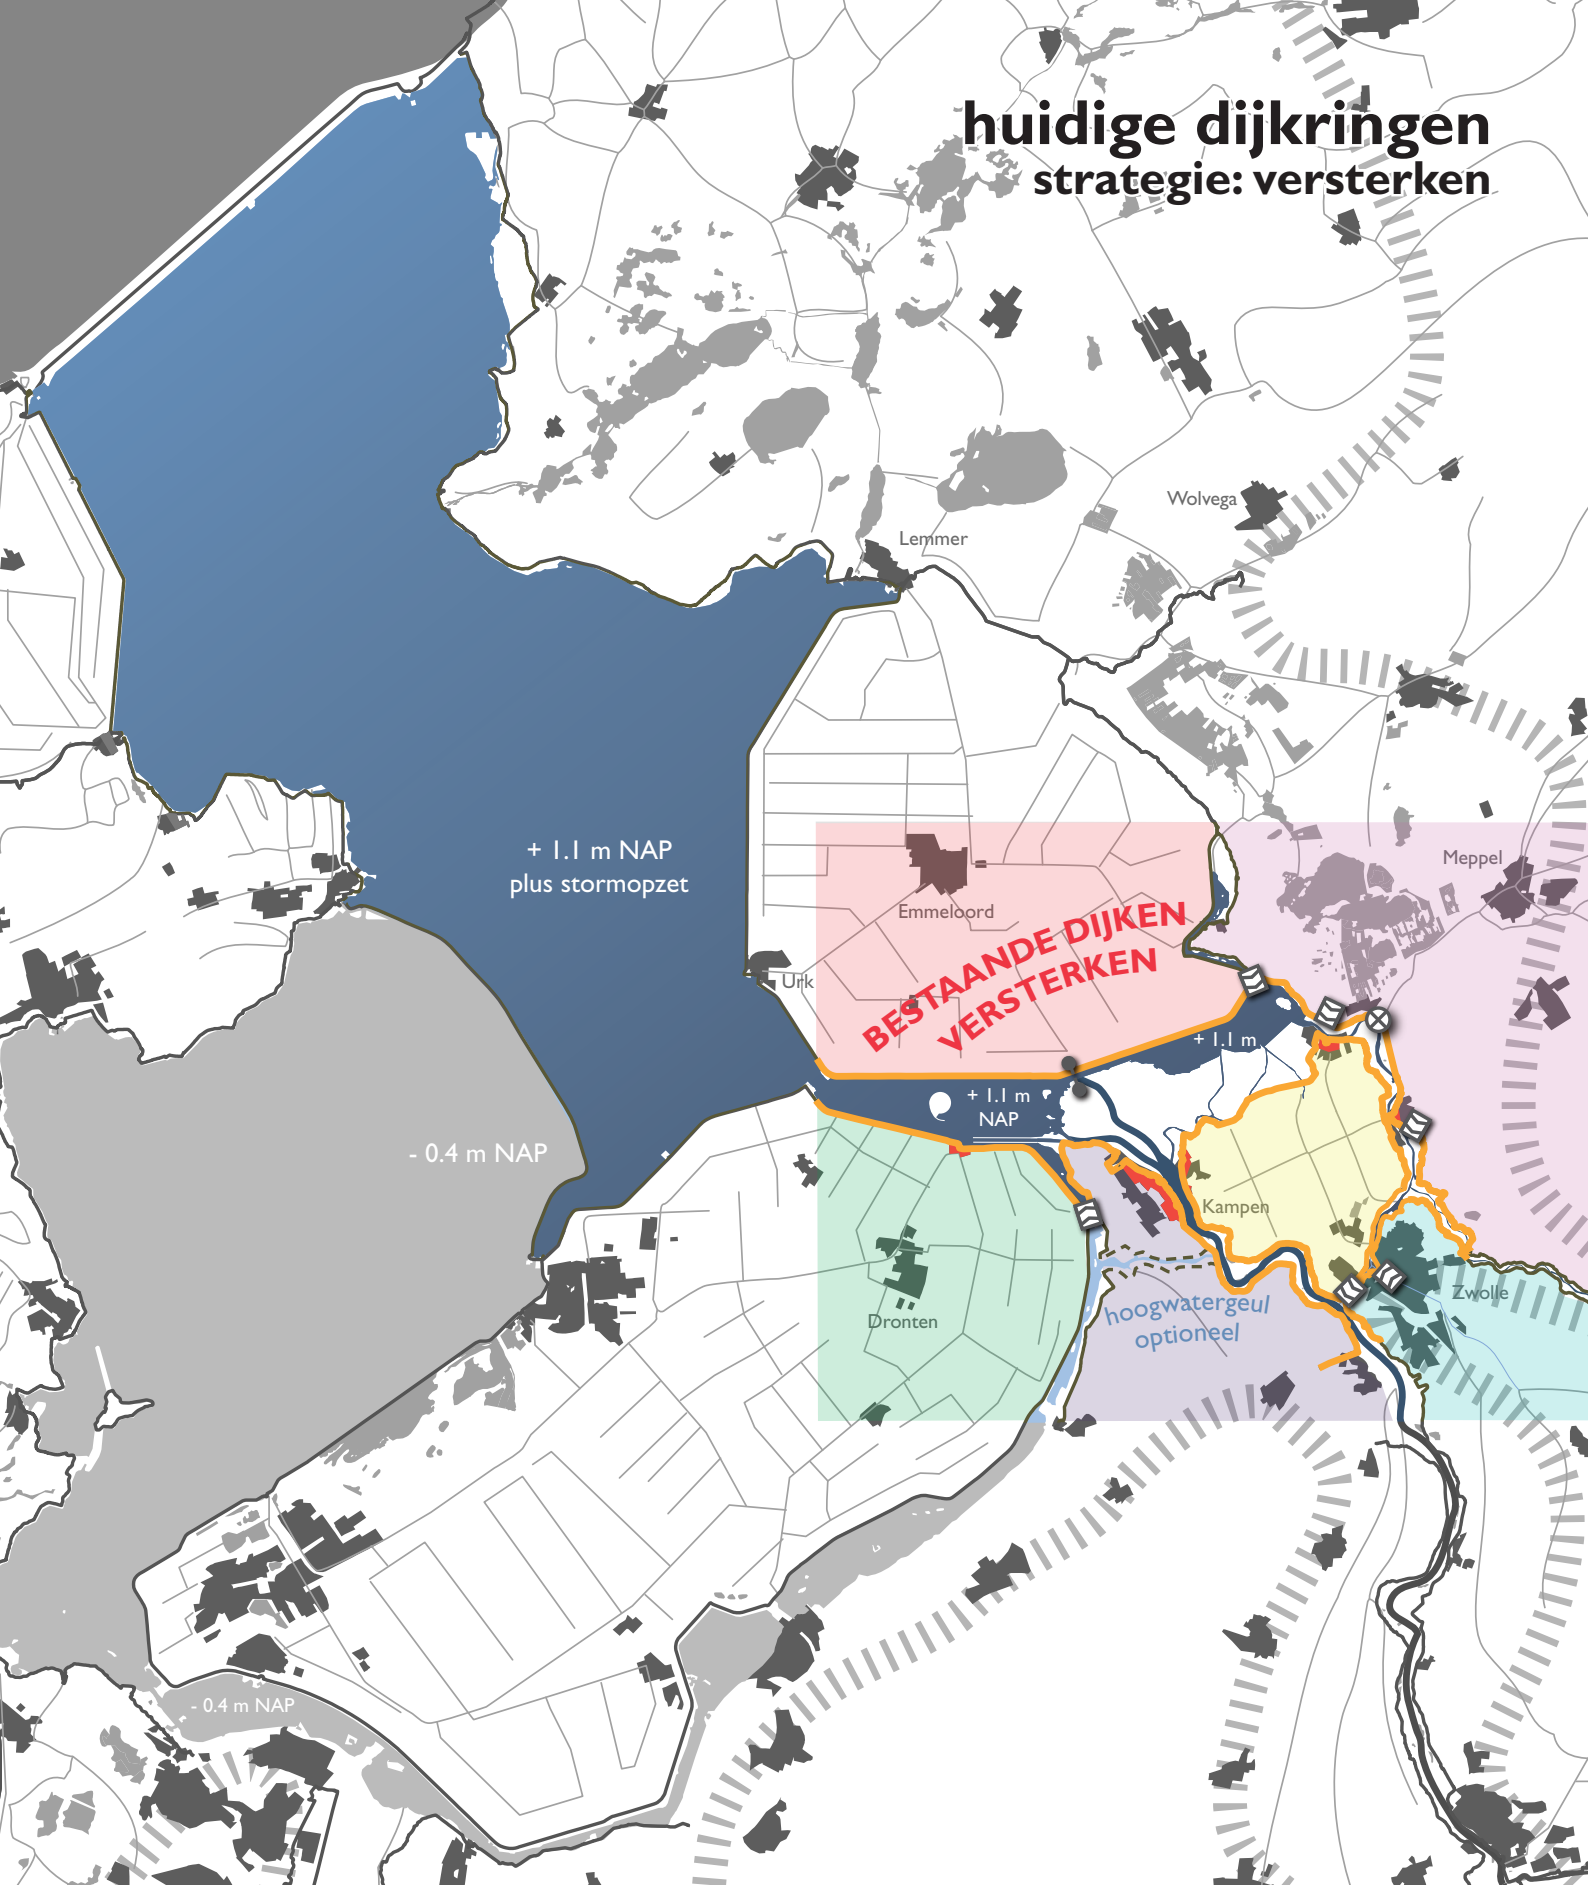 huidige dijkringen
strategie: versterken
Wolvega
Lemmer
+ 1.1 m NAP
plus stormopzet
Meppel
Emmeloord
BESTAANDE DIJKEN
VERSTERKEN
Urk
+ 1.1 m
+ 1.1 m
NAP
- 0.4 m NAP
Kampen
Zwolle
hoogwatergeul
optioneel
Dronten
- 0.4 m NAP